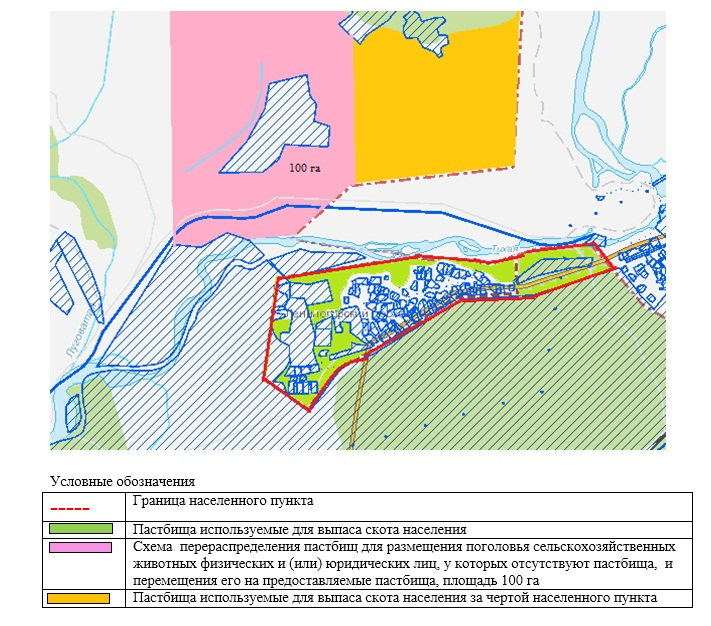 100 га
Тихая
Луговатая
Условные обозначения
Граница населенного пункта
Пастбища используемые для выпаса скота населения
Схема перераспределения пастбищ для размещения поголовья сельскохозяйственных
животных физических и (или) юридических лиц, у которых отсутствуют пастбища, и
перемещения его на предоставляемые пастбища, площадь 100 га
Пастбища используемые для выпаса скота населения за чертой населенного пункта